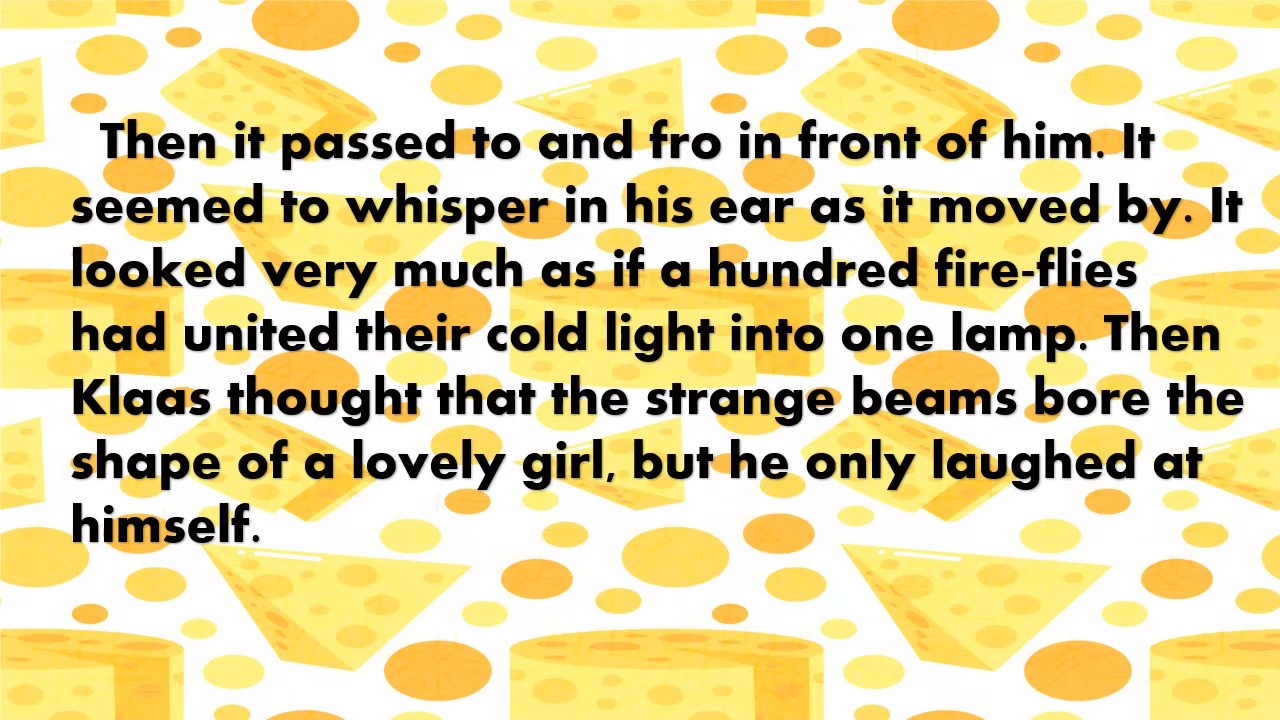 Then it passed to and fro in front of him. It
seemed to whisper in his ear as it moved by. It
looked very much as if a hundred fire-flies
had united their cold light into one lamp. Then
Klaas thought that the strange beams bore the
shape of a lovely girl, but he only laughed at
himself.